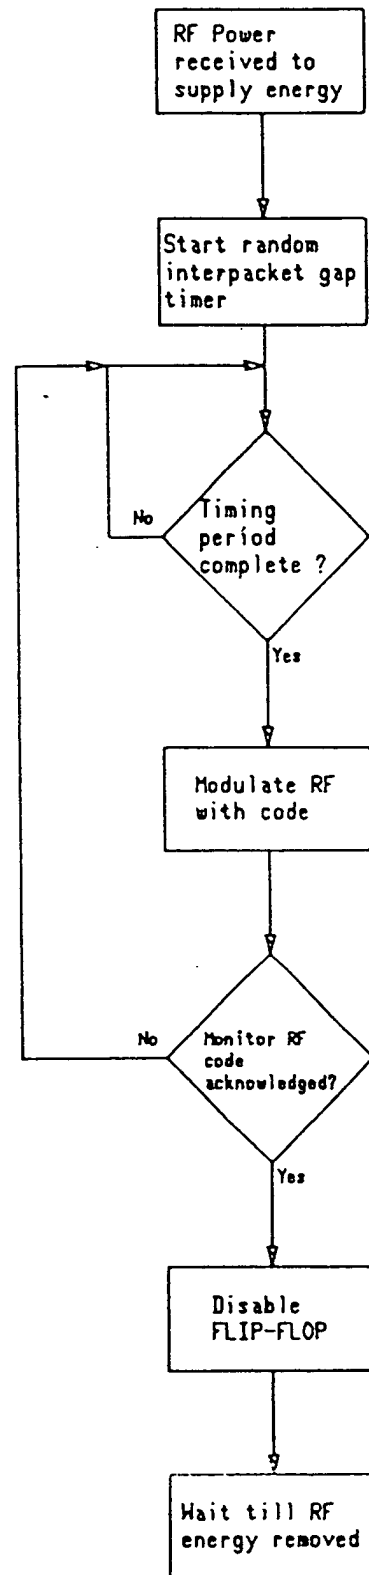 RF Power
received to
supply energy
Start random
interpacket gap
timer
No
Timing
period
complete ?
Yes
Modulate RF
with code
No
Monitor RF
code
acknowledged?
Yes
Disable
FLIP-FLOP
Wait till RF
energy removed